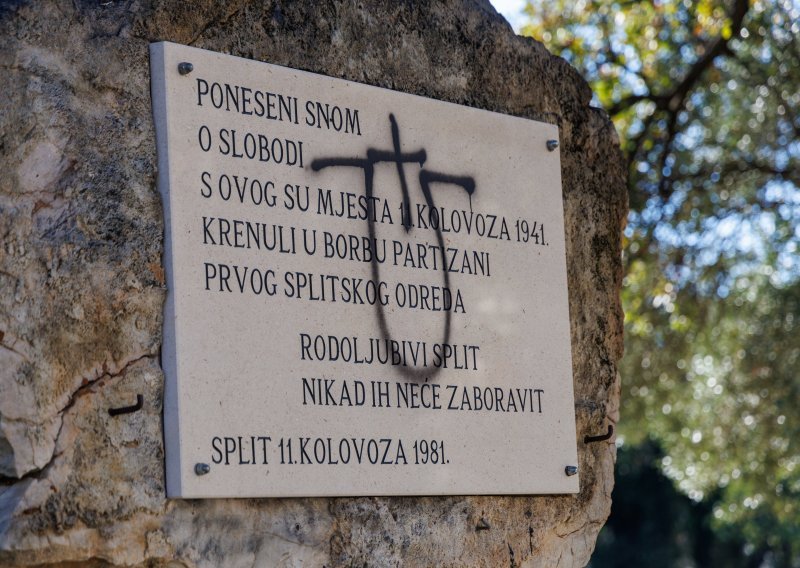 PONESENI SNOM
O SLOBODI
S OVOG SU MJESTA 11.KOLOVOZA 1941.
KRENULI U BORBU PARTIZANI
PRVOG SPLITSKOG ODREDA
RODOLJUBIVI SPLIT
NIKAD IH NEĆE ZABORAVIT
SPLIT 11.KOLOVOZA 1981.